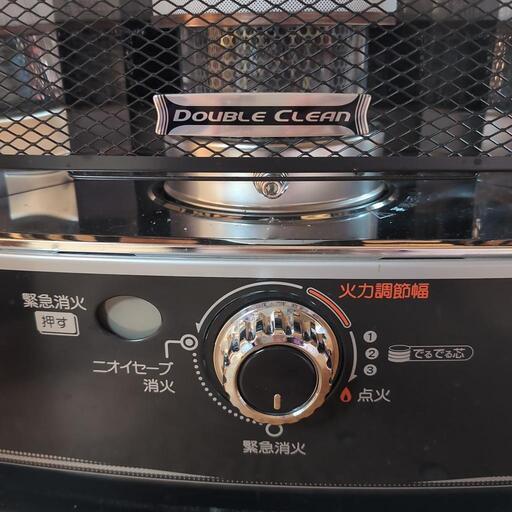 DOUBLE CLEAN
緊急消火
押す
火力調節幅
1
2
3
でるでる芯
ニオイセーブ
消火
点火
緊急消火